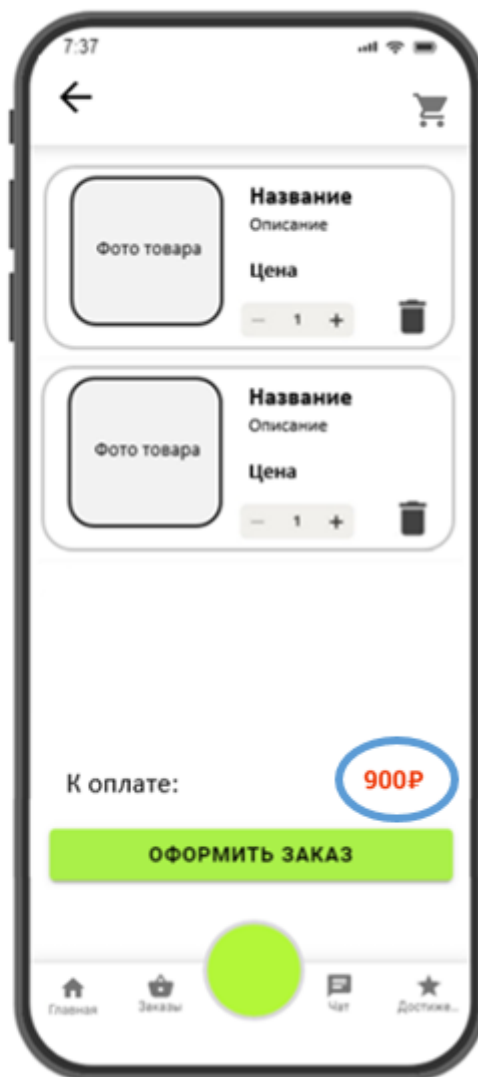 7:37
Фото товара
Название
Описание
Цена
− 1 +
Фото товара
Название
Описание
Цена
− 1 +
К оплате: 900₽
ОФОРМИТЬ ЗАКАЗ
Главная Заказы Чат Достиже...